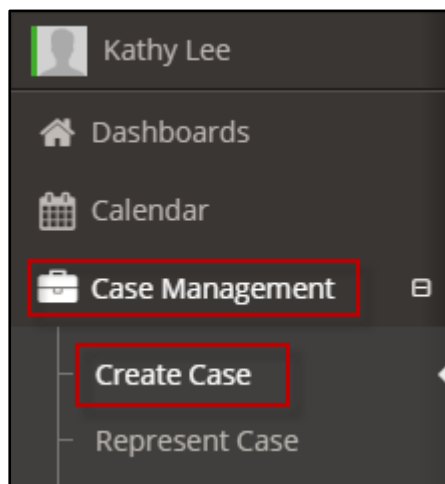 Kathy Lee
Dashboards
Calendar
Case Management
Create Case
Represent Case